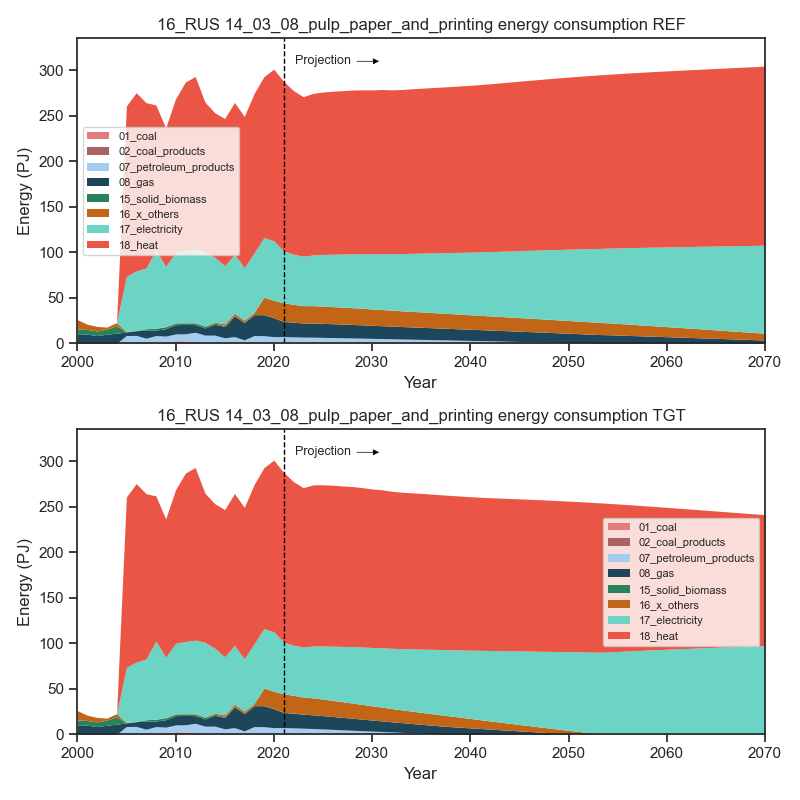 16_RUS 14_03_08_pulp_paper_and_printing energy consumption REF
300
250
200
150
100
50
0
Energy (PJ)
Projection
01_coal
02_coal_products
07_petroleum_products
08_gas
15_solid_biomass
16_x_others
17_electricity
18_heat
2000 2010 2020 2030 2040 2050 2060 2070
Year
16_RUS 14_03_08_pulp_paper_and_printing energy consumption TGT
300
250
200
150
100
50
0
Energy (PJ)
Projection
01_coal
02_coal_products
07_petroleum_products
08_gas
15_solid_biomass
16_x_others
17_electricity
18_heat
2000 2010 2020 2030 2040 2050 2060 2070
Year